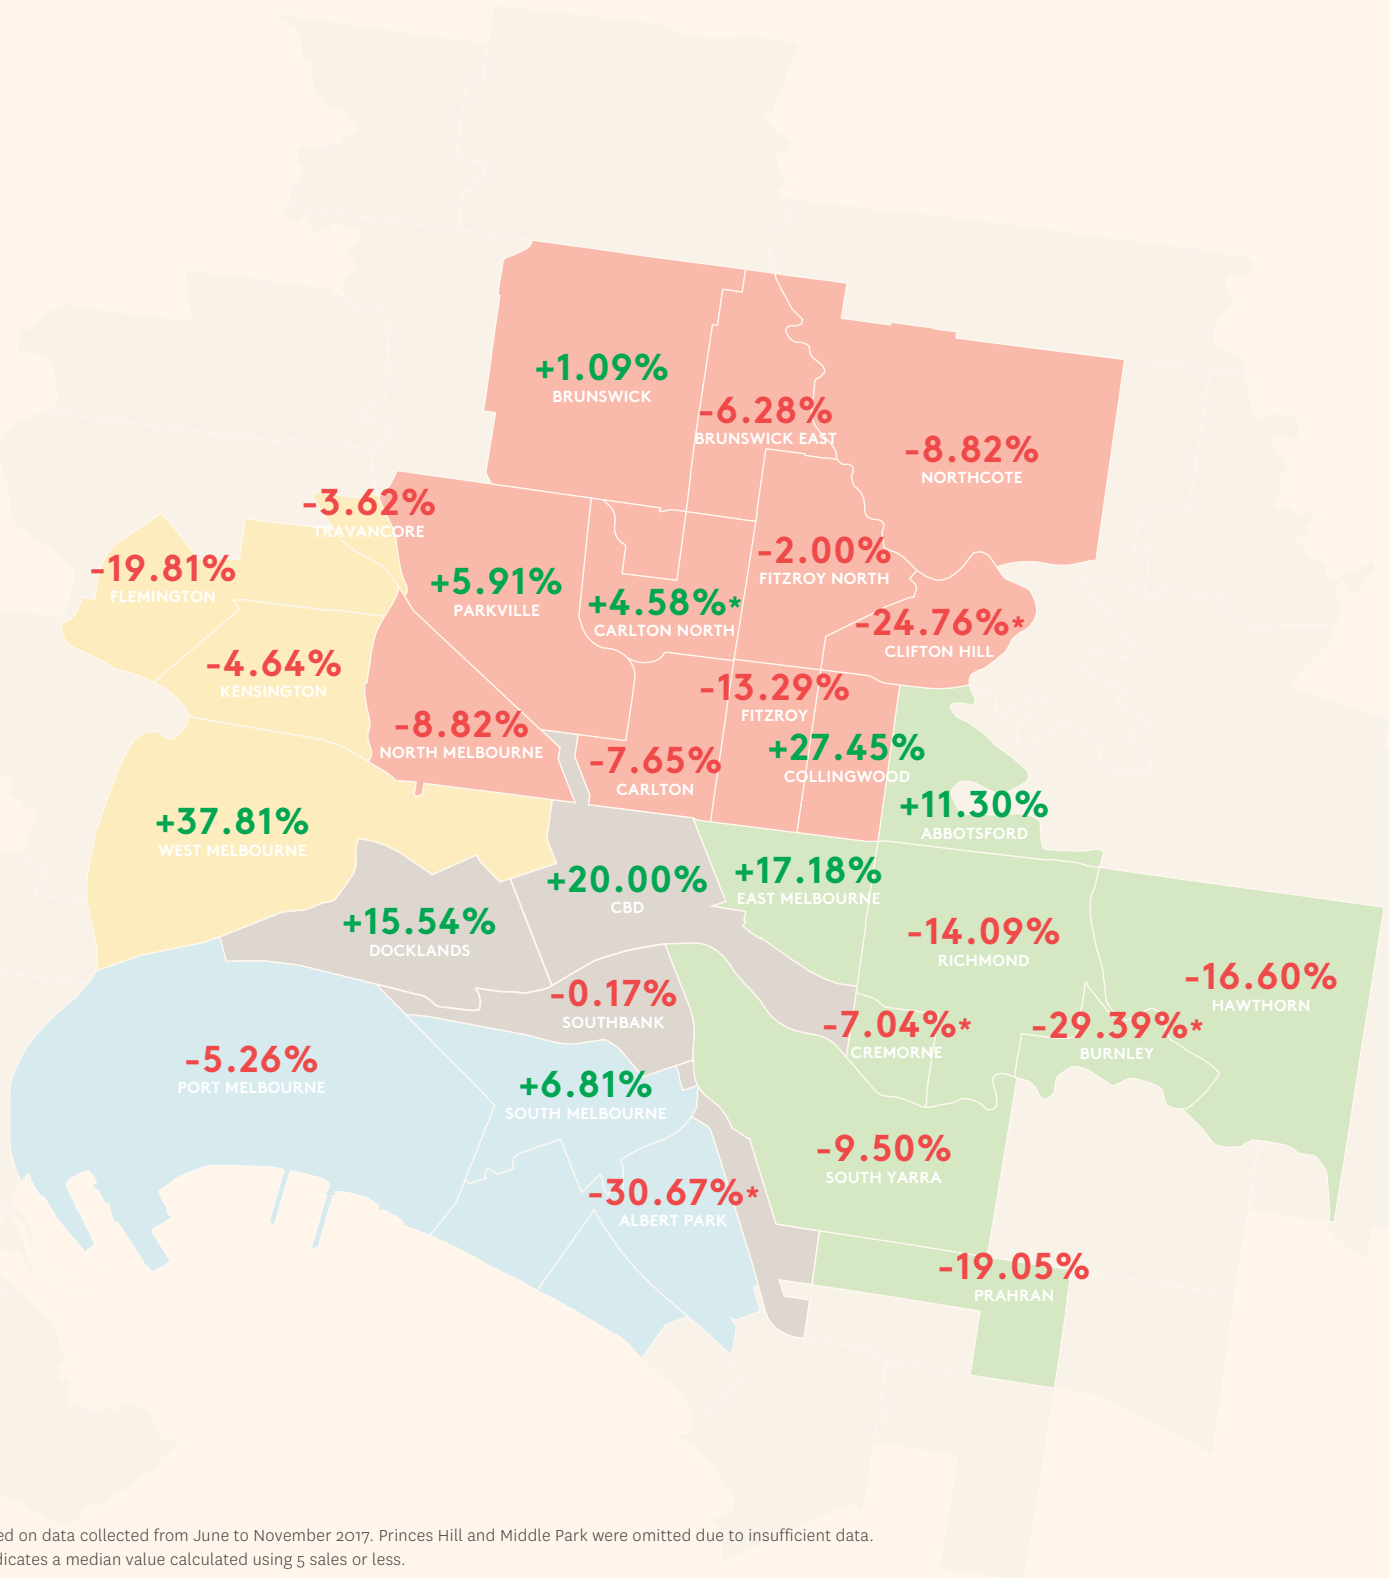 +1.09%
BRUNSWICK
-6.28%
BRUNSWICK EAST
-8.82%
NORTHCOTE
-3.62%
TRAVANCORE
-19.81%
FLEMINGTON
+5.91%
PARKVILLE
-2.00%
FITZROY NORTH
+4.58%*
CARLTON NORTH
-24.76%*
CLIFTON HILL
-4.64%
KENSINGTON
-13.29%
FITZROY
-8.82%
NORTH MELBOURNE
-7.65%
CARLTON
+27.45%
COLLINGWOOD
+11.30%
ABBOTSFORD
+37.81%
WEST MELBOURNE
+20.00%
CBD
+17.18%
EAST MELBOURNE
+15.54%
DOCKLANDS
-14.09%
RICHMOND
-16.60%
HAWTHORN
-0.17%
SOUTHBANK
-7.04%*
CREMORNE
-29.39%*
BURNLEY
-5.26%
PORT MELBOURNE
+6.81%
SOUTH MELBOURNE
-9.50%
SOUTH YARRA
-30.67%*
ALBERT PARK
-19.05%
PRAHRAN
ed on data collected from June to November 2017. Princes Hill and Middle Park were omitted due to insufficient data.
dicates a median value calculated using 5 sales or less.